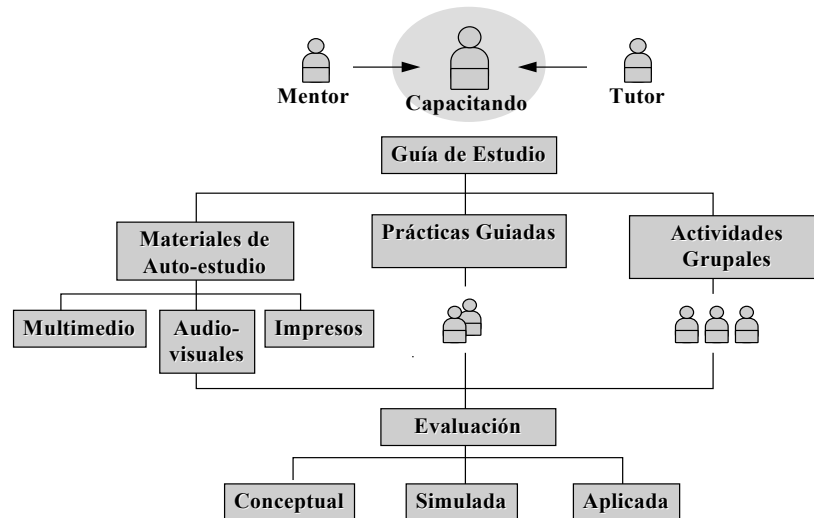 Mentor
Capacitando
Tutor
Guía de Estudio
Materiales de
Auto-estudio
Prácticas Guiadas
Actividades
Grupales
Multimedio
Audio-
visuales
Impresos
Evaluación
Conceptual
Simulada
Aplicada